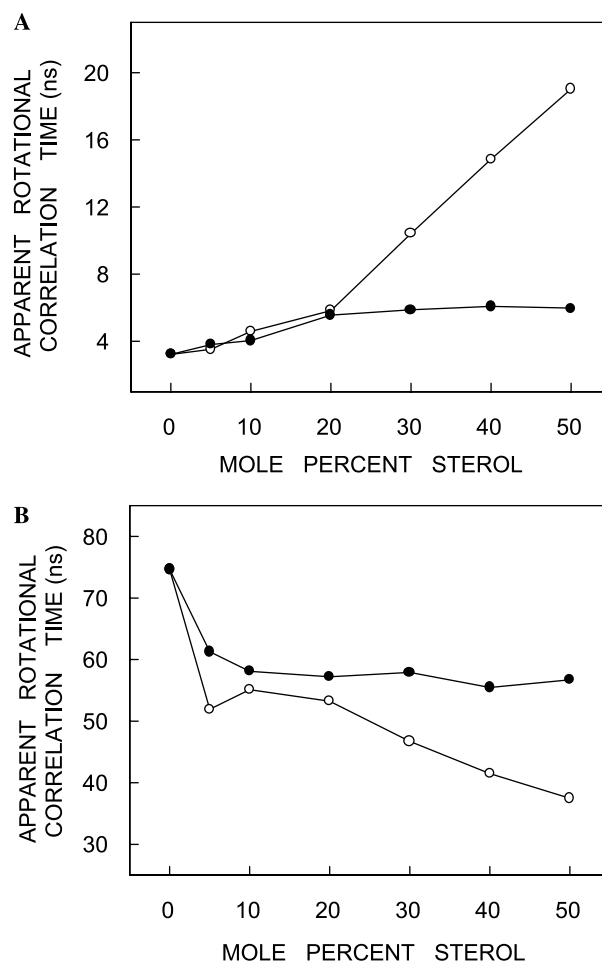 A
APPARENT ROTATIONAL
CORRELATION TIME (ns)
20
16
12
8
4
0 10 20 30 40 50
MOLE PERCENT STEROL
B
APPARENT ROTATIONAL
CORRELATION TIME (ns)
80
70
60
50
40
30
0 10 20 30 40 50
MOLE PERCENT STEROL